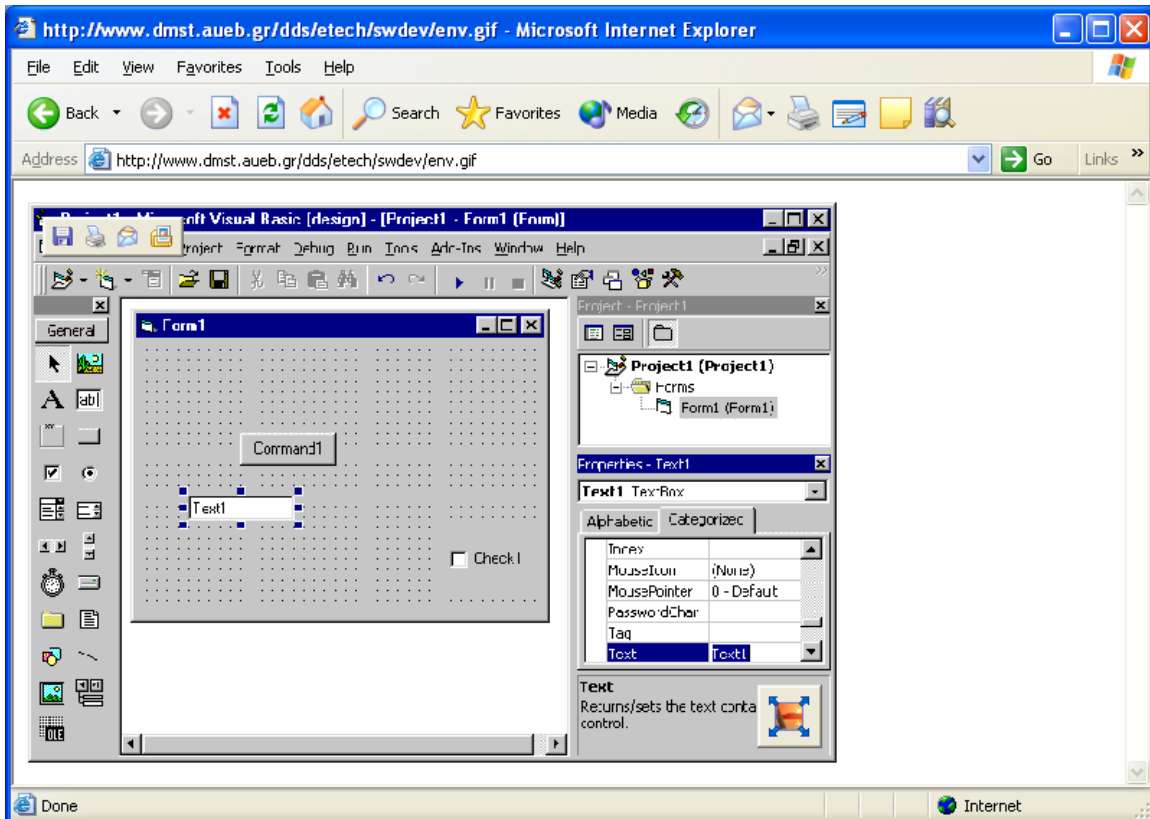 http://www.dmst.aueb.gr/dds/etech/swdev/env.gif - Microsoft Internet Explorer
File Edit View Favorites Tools Help
Back Search Favorites Media
Address http://www.dmst.aueb.gr/dds/etech/swdev/env.gif Go Links »
Visual Basic [design] - [Project1 - Form1 (Form)]
Format Debug Run Tools Add-Ins Window Help
General
Form1
Command1
Text1
Check1
Project - Project1
Project1 (Project1)
Forms
Form1 (Form1)
Properties - Text1
Text1 TextBox
Alphabetic Categorized
Index
MouseIcon (None)
MousePointer 0 - Default
PasswordChar
Tag
Text Text1
Text
Returns/sets the text conta
control.
OLE
Done Internet